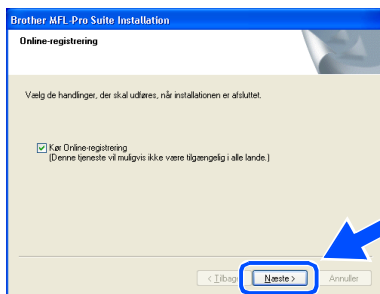 Brother MFL-Pro Suite Installation
Online-registrering
Vælg de handlinger, der skal udføres, når installationen er afsluttet.
Kør Online-registrering
(Denne tjeneste vil muligvis ikke være tilgængelig i alle lande.)
< Tilbage Næste > Annuller